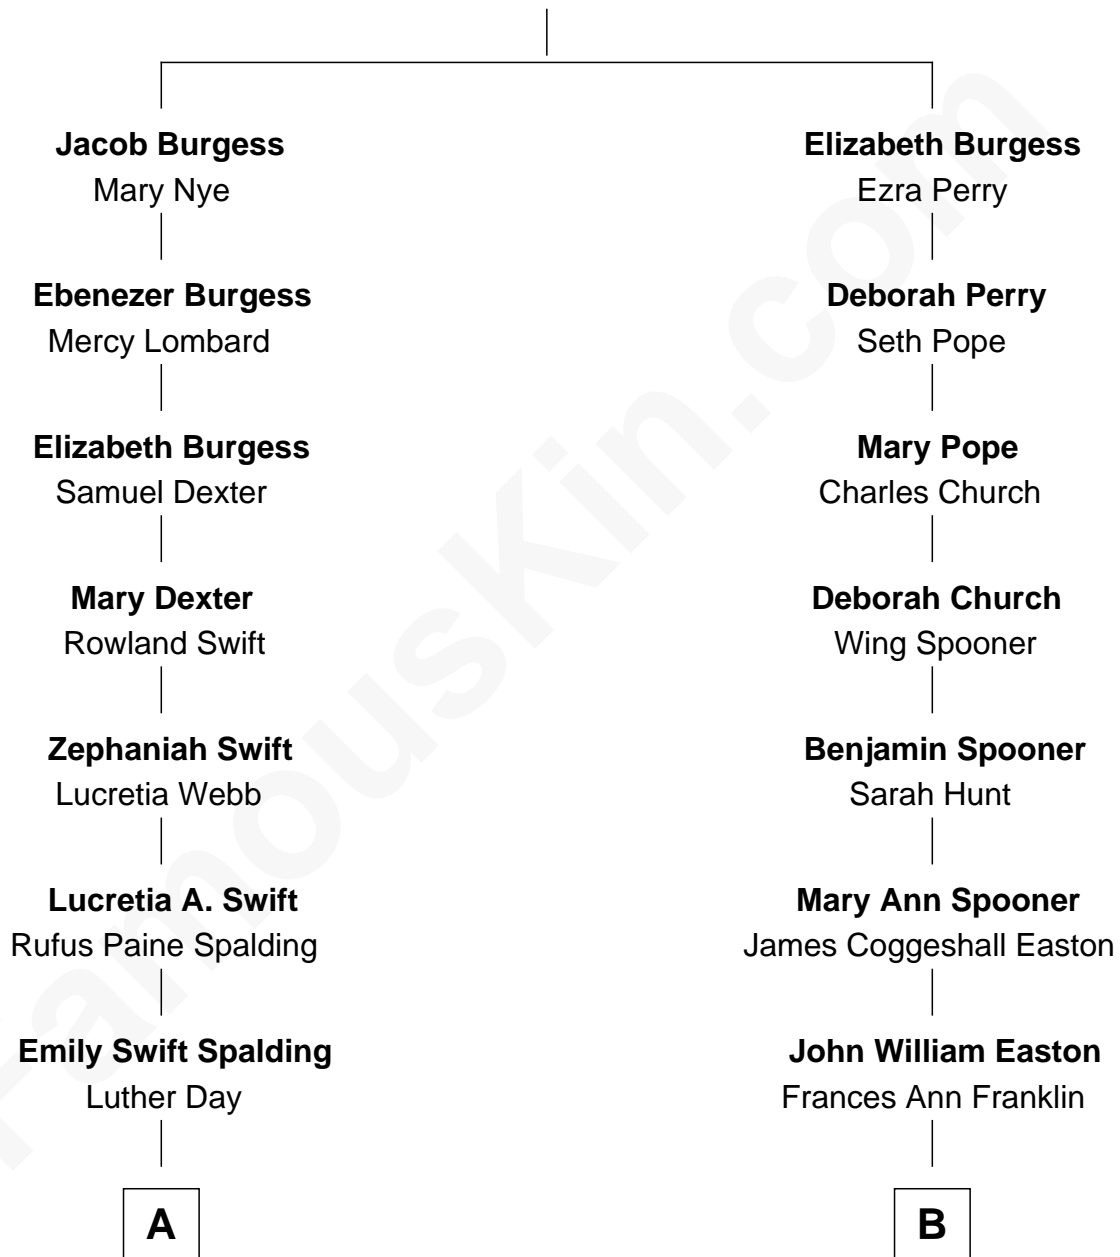 Jacob Burgess
Mary Nye
Elizabeth Burgess
Ezra Perry
Ebenezer Burgess
Mercy Lombard
Deborah Perry
Seth Pope
Elizabeth Burgess
Samuel Dexter
Mary Pope
Charles Church
Mary Dexter
Rowland Swift
Deborah Church
Wing Spooner
Zephaniah Swift
Lucretia Webb
Benjamin Spooner
Sarah Hunt
Lucretia A. Swift
Rufus Paine Spalding
Mary Ann Spooner
James Coggeshall Easton
Emily Swift Spalding
Luther Day
John William Easton
Frances Ann Franklin
A
B
FamousKin.com